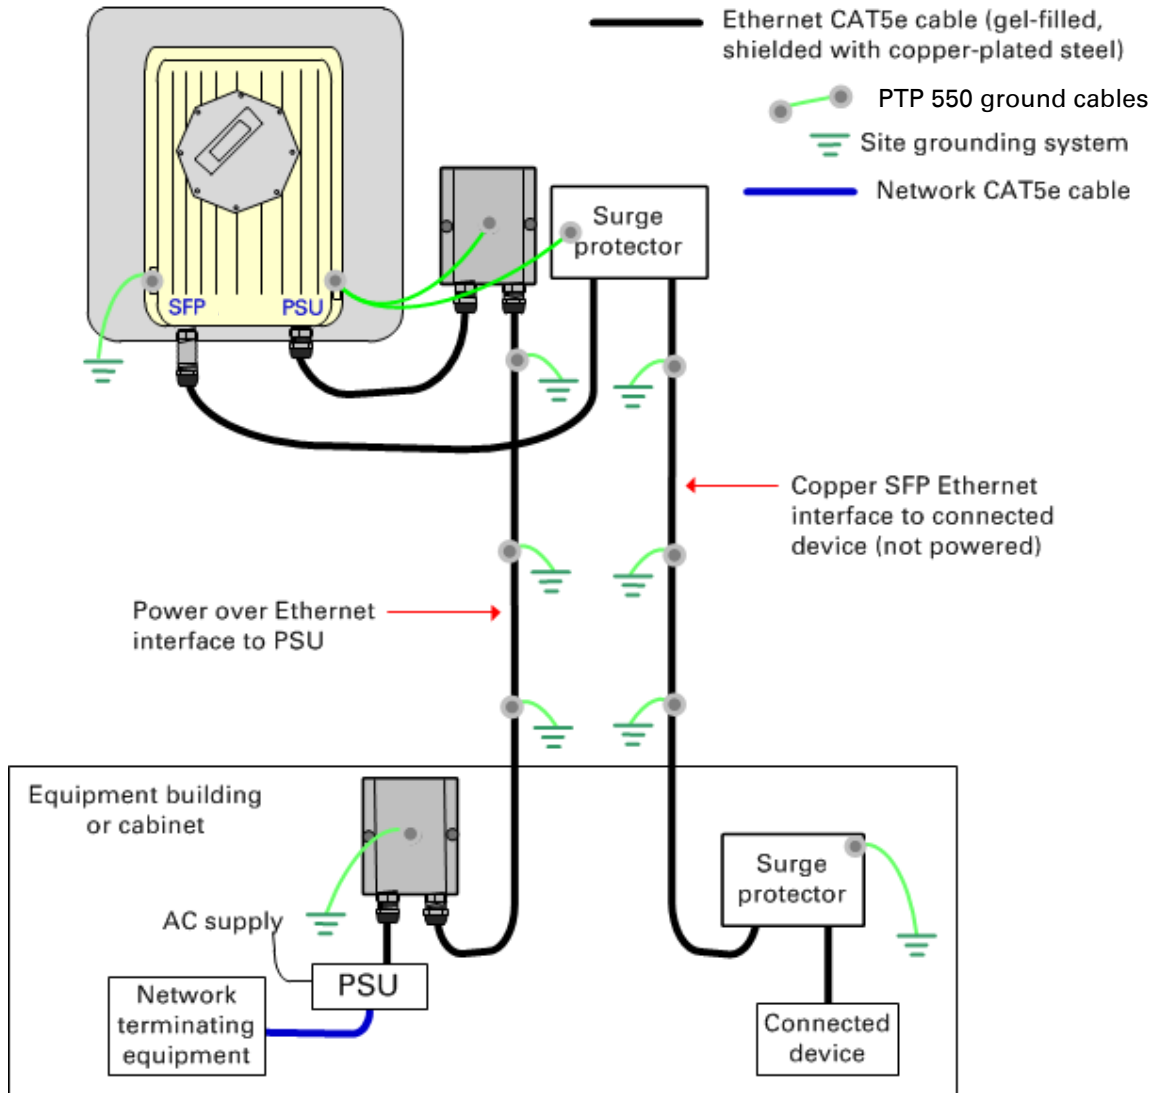 Ethernet CAT5e cable (gel-filled,
shielded with copper-plated steel)
PTP 550 ground cables
Site grounding system
Network CAT5e cable
Surge
protector
SFP
PSU
Copper SFP Ethernet
interface to connected
device (not powered)
Power over Ethernet
interface to PSU
Equipment building
or cabinet
Surge
protector
AC supply
PSU
Network
terminating
equipment
Connected
device